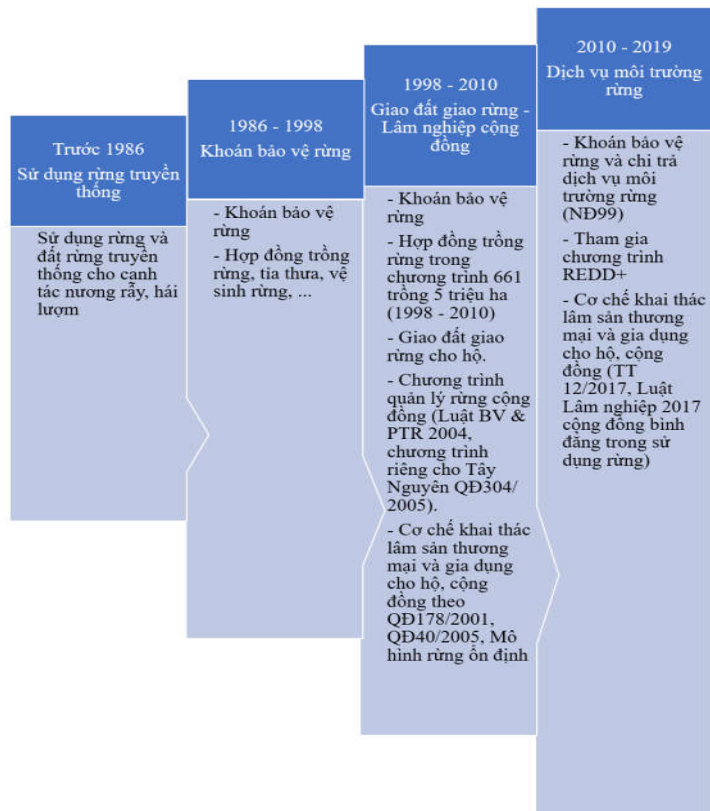 Trước 1986
Sử dụng rừng truyền
thống
Sử dụng rừng và
đất rừng truyền
thống cho canh
tác nương rẫy, hái
lượm
1986 - 1998
Khoán bảo vệ rừng
- Khoán bảo vệ
rừng
- Hợp đồng trồng
rừng, tỉa thưa, vệ
sinh rừng, ...
1998 - 2010
Giao đất giao rừng -
Lâm nghiệp cộng
đồng
- Khoán bảo vệ
rừng
- Hợp đồng trồng
rừng trong
chương trình 661
trồng 5 triệu ha
(1998 - 2010)
- Giao đất giao
rừng cho hộ.
- Chương trình
quản lý rừng cộng
đồng (Luật BV &
PTR 2004,
chương trình
riêng cho Tây
Nguyên QĐ304/
2005).
- Cơ chế khai thác
lâm sản thương
mại và gia dụng
cho hộ, cộng
đồng theo
QĐ178/2001,
QĐ40/2005, Mô
hình rừng ổn định
2010 - 2019
Dịch vụ môi trường
rừng
- Khoán bảo vệ
rừng và chi trả
dịch vụ môi
trường rừng
(NĐ99)
- Tham gia
chương trình
REDD+
- Cơ chế khai thác
lâm sản thương
mại và gia dụng
cho hộ, cộng
đồng (TT
12/2017, Luật
Lâm nghiệp 2017
cộng đồng bình
đẳng trong sử
dụng rừng)